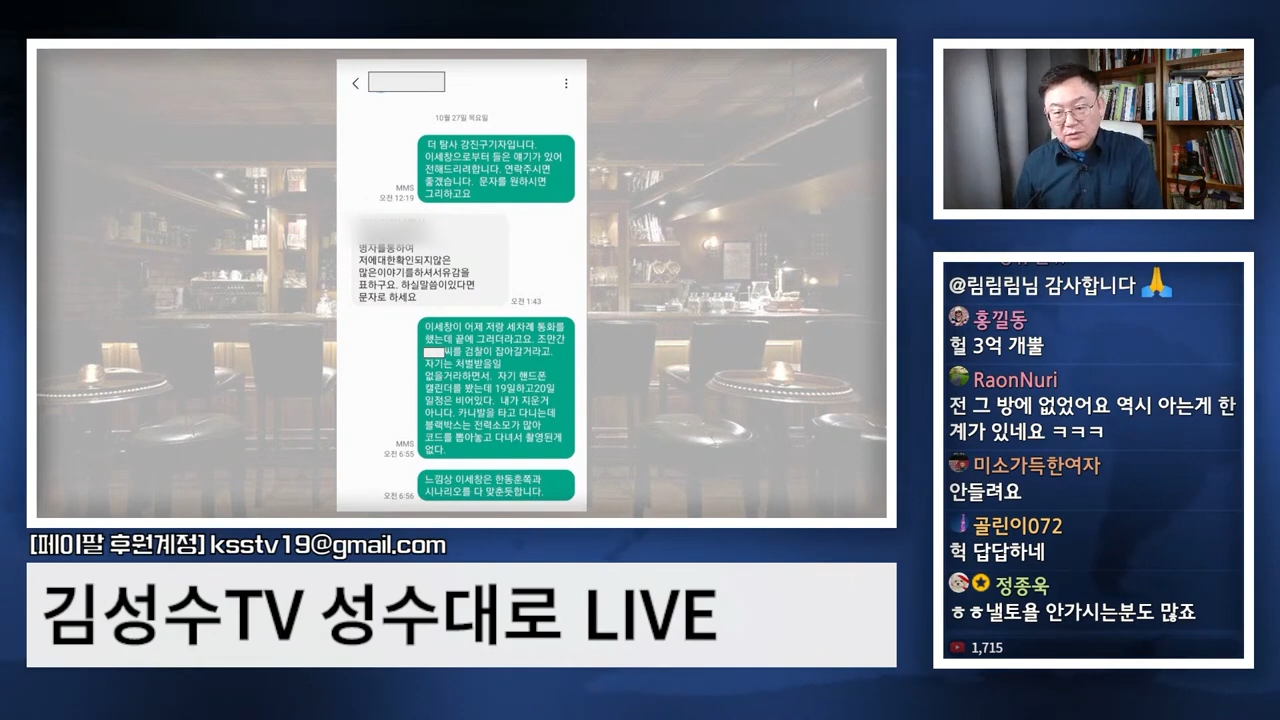 10월 27일 목요일
더 탐사 강진구기자입니다.
이세창으로부터 들은 얘기가 있어
전해드리려합니다. 연락주시면
좋겠습니다. 문자를 원하시면
그리하고요
MMS
오전 12:19
저에대한확인되지않은
많은이야기를하셔서유감을
표하구요. 하실말씀이있다면
문자로 하세요
오전 1:43
이세창이 어제 저랑 세차례 통화를
했는데 끝에 그러더라고요. 조만간
씨를 검찰이 잡아갈거라고.
자기는 처벌받을일
없을거라하면서. 자기 핸드폰
캘린더를 봤는데 19일하고20일
일정은 비어있다. 내가 지운거
아니다. 카니발을 타고 다니는데
블랙박스는 전력소모가 많아
코드를 뽑아놓고 다녀서 촬영된게
없다.
MMS
오전 6:55
느낌상 이세창은 한동훈쪽과
시나리오를 다 맞춘듯합니다.
오전 6:56
[페이팔 후원계정] ksstv19@gmail.com
김성수TV 성수대로 LIVE
@림림림님 감사합니다 🙏
홍낄동
헐 3억 개뿔
RaonNuri
전 그 방에 없었어요 역시 아는게 한
계가 있네요 ㅋㅋㅋ
미소가득한여자
안들려요
골린이072
헉 답답하네
정종욱
ㅎㅎ낼토욜 안가시는분도 많죠
1,715